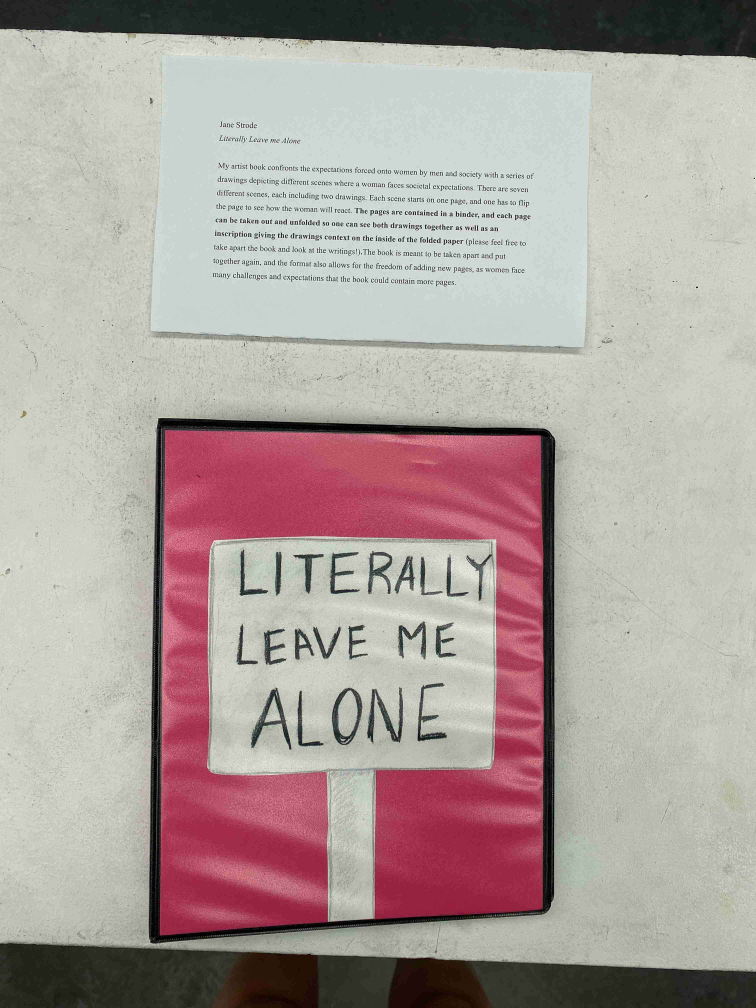 Jane Strode
Literally Leave me Alone
My artist book confronts the expectations forced onto women by men and society with a series of
drawings depicting different scenes where a woman faces societal expectations. There are seven
different scenes, each including two drawings. Each scene starts on one page, and one has to flip
the page to see how the woman will react. The pages are contained in a binder, and each page
can be taken out and unfolded so one can see both drawings together as well as an
inscription giving the drawings context on the inside of the folded paper (please feel free to
take apart the book and look at the writings!).The book is meant to be taken apart and put
together again, and the format also allows for the freedom of adding new pages, as women face
many challenges and expectations that the book could contain more pages.
LITERALLY
LEAVE ME
ALONE